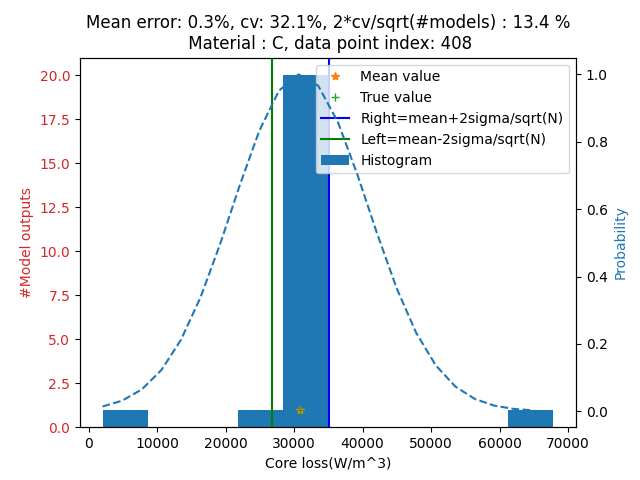 Mean error: 0.3%, cv: 32.1%, 2*cv/sqrt(#models) : 13.4 %
Material : C, data point index: 408
Mean value
True value
Right=mean+2sigma/sqrt(N)
Left=mean-2sigma/sqrt(N)
Histogram
#Model outputs
20.0
17.5
15.0
12.5
10.0
7.5
5.0
2.5
0.0
1.0
0.8
0.6
0.4
0.2
0.0
Probability
0 10000 20000 30000 40000 50000 60000 70000
Core loss(W/m^3)